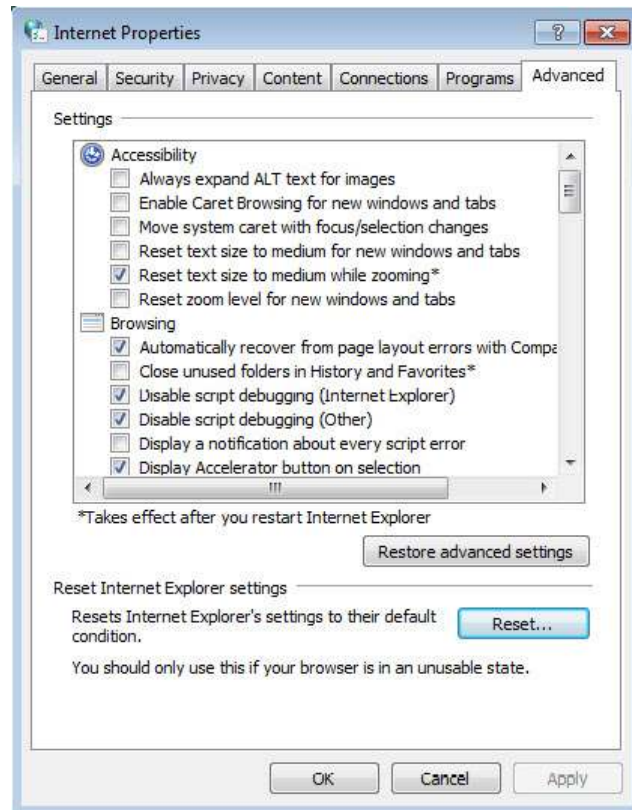 Internet Properties
General Security Privacy Content Connections Programs Advanced
Settings
Accessibility
Always expand ALT text for images
Enable Caret Browsing for new windows and tabs
Move system caret with focus/selection changes
Reset text size to medium for new windows and tabs
Reset text size to medium while zooming*
Reset zoom level for new windows and tabs
Browsing
Automatically recover from page layout errors with Compa
Close unused folders in History and Favorites*
Disable script debugging (Internet Explorer)
Disable script debugging (Other)
Display a notification about every script error
Display Accelerator button on selection
*Takes effect after you restart Internet Explorer
Restore advanced settings
Reset Internet Explorer settings
Resets Internet Explorer's settings to their default
condition.
Reset...
You should only use this if your browser is in an unusable state.
OK Cancel Apply